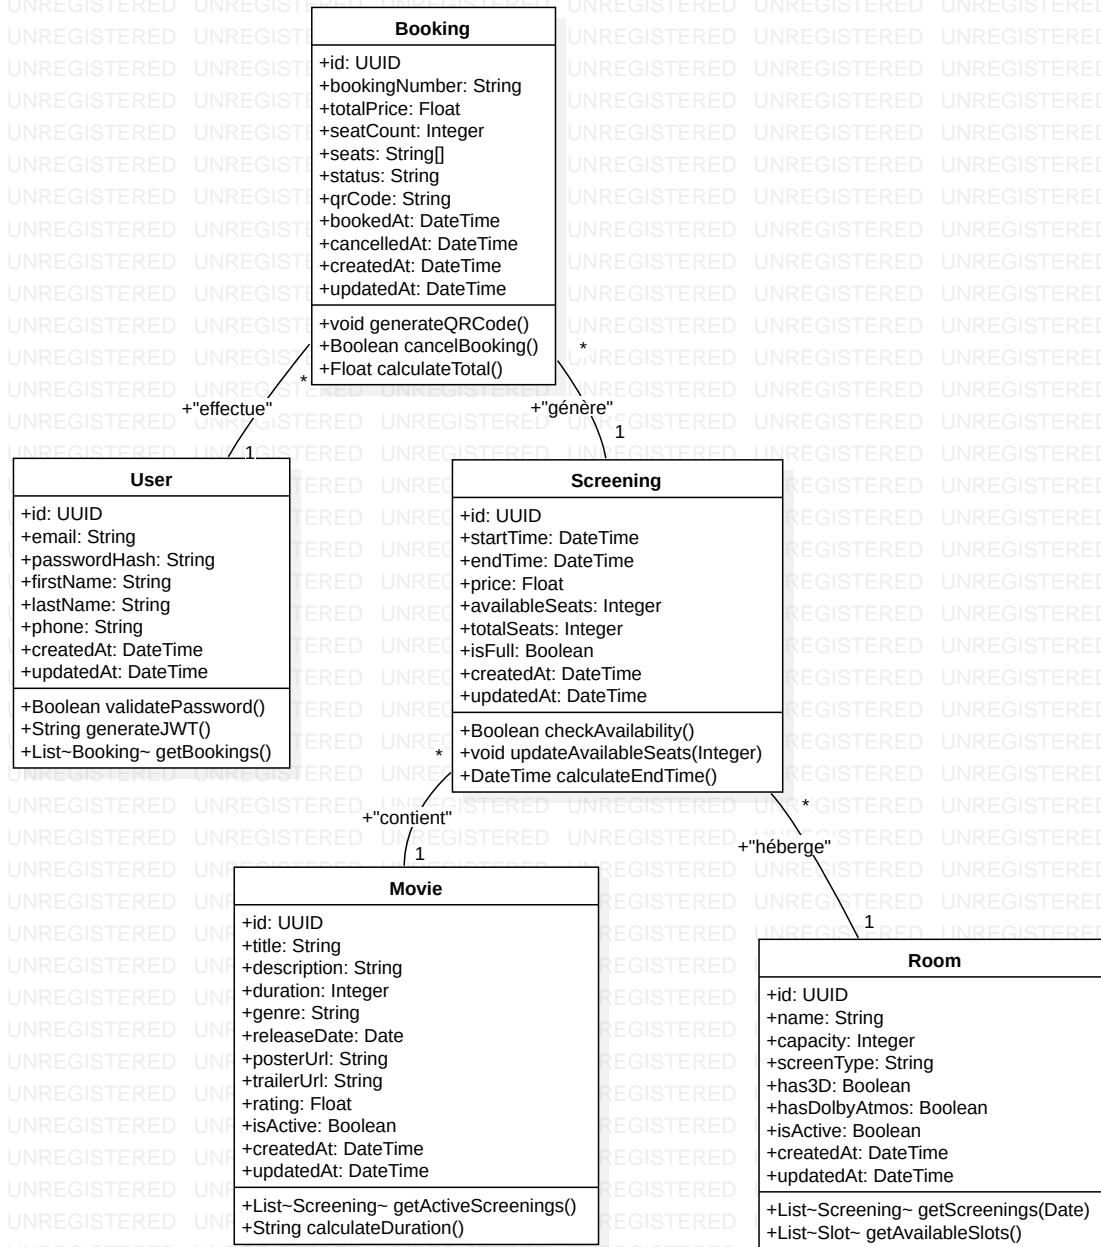 Booking
+id: UUID
+bookingNumber: String
+totalPrice: Float
+seatCount: Integer
+seats: String[]
+status: String
+qrCode: String
+bookedAt: DateTime
+cancelledAt: DateTime
+createdAt: DateTime
+updatedAt: DateTime
+void generateQRCode()
+Boolean cancelBooking()
+Float calculateTotal()
*
+"effectue"
1
*
+"génère"
1
User
+id: UUID
+email: String
+passwordHash: String
+firstName: String
+lastName: String
+phone: String
+createdAt: DateTime
+updatedAt: DateTime
+Boolean validatePassword()
+String generateJWT()
+List~Booking~ getBookings()
Screening
+id: UUID
+startTime: DateTime
+endTime: DateTime
+price: Float
+availableSeats: Integer
+totalSeats: Integer
+isFull: Boolean
+createdAt: DateTime
+updatedAt: DateTime
+Boolean checkAvailability()
+void updateAvailableSeats(Integer)
+DateTime calculateEndTime()
*
+"contient"
1
*
+"héberge"
1
Movie
+id: UUID
+title: String
+description: String
+duration: Integer
+genre: String
+releaseDate: Date
+posterUrl: String
+trailerUrl: String
+rating: Float
+isActive: Boolean
+createdAt: DateTime
+updatedAt: DateTime
+List~Screening~ getActiveScreenings()
+String calculateDuration()
Room
+id: UUID
+name: String
+capacity: Integer
+screenType: String
+has3D: Boolean
+hasDolbyAtmos: Boolean
+isActive: Boolean
+createdAt: DateTime
+updatedAt: DateTime
+List~Screening~ getScreenings(Date)
+List~Slot~ getAvailableSlots()
UNREGISTERED